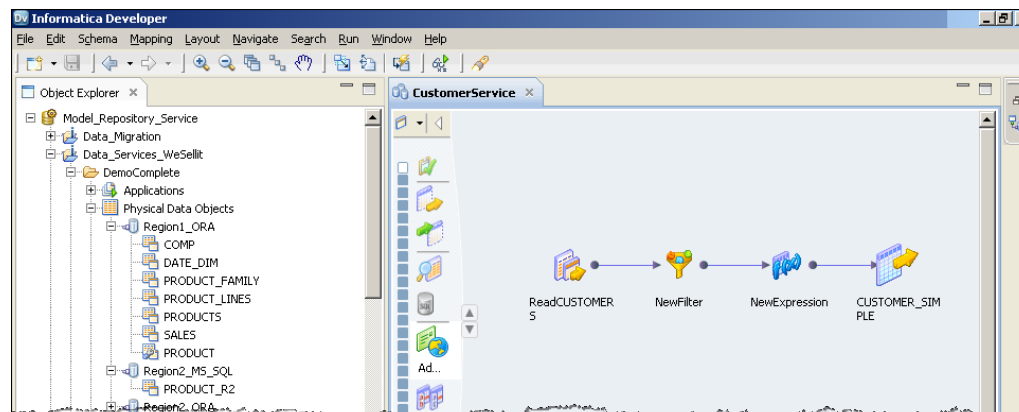 Informatica Developer
File Edit Schema Mapping Layout Navigate Search Run Window Help
Object Explorer
CustomerService
Model_Repository_Service
Data_Migration
Data_Services_WeSellit
DemoComplete
Applications
Physical Data Objects
Region1_ORA
COMP
DATE_DIM
PRODUCT_FAMILY
PRODUCT_LINES
PRODUCTS
SALES
PRODUCT
Region2_MS_SQL
PRODUCT_R2
Region2_ORA
SQL
Ad...
ReadCUSTOMER
S
NewFilter
NewExpression
CUSTOMER_SIM
PLE